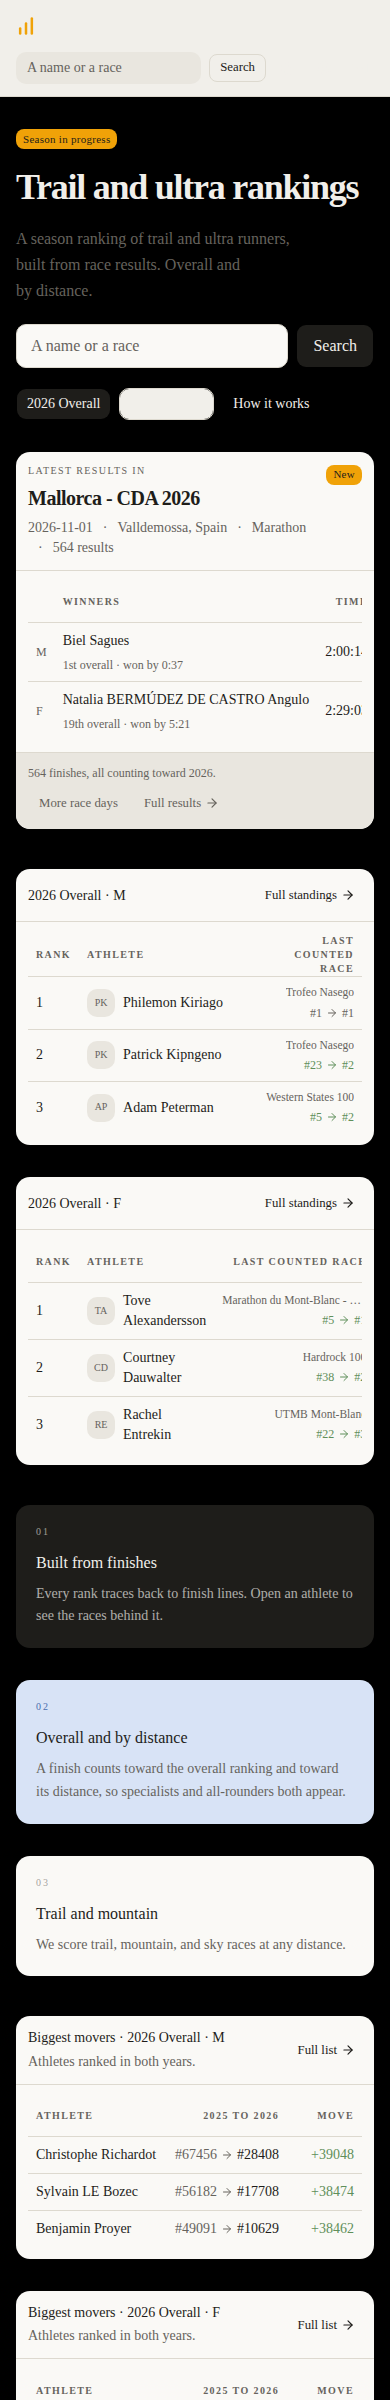 A name or a race
Search
Season in progress
Trail and ultra rankings
A season ranking of trail and ultra runners,
built from race results. Overall and
by distance.
A name or a race
Search
2026 Overall
How it works
LATEST RESULTS IN
New
Mallorca - CDA 2026
2026-11-01 · Valldemossa, Spain · Marathon
· 564 results
WINNERS
M
Biel Sagues
1st overall · won by 0:37
F
Natalia BERMÚDEZ DE CASTRO Angulo
19th overall · won by 5:21
564 finishes, all counting toward 2026.
More race days
Full results →
2026 Overall · M
Full standings →
RANK ATHLETE LAST COUNTED RACE
1 PK Philemon Kiriago
Trofeo Nasego
#1 → #1
2 PK Patrick Kipngeno
Trofeo Nasego
#23 → #2
3 AP Adam Peterman
Western States 100
#5 → #2
2026 Overall · F
Full standings →
RANK ATHLETE LAST COUNTED RACE
1 TA Tove Alexandersson
Marathon du Mont-Blanc - …
#5 →
2 CD Courtney Dauwalter
Hardrock
#38 →
3 RE Rachel Entrekin
UTMB
#22 →
01
Built from finishes
Every rank traces back to finish lines. Open an athlete to
see the races behind it.
02
Overall and by distance
A finish counts toward the overall ranking and toward
its distance, so specialists and all-rounders both appear.
03
Trail and mountain
We score trail, mountain, and sky races at any distance.
Biggest movers · 2026 Overall · M
Athletes ranked in both years.
Full list →
ATHLETE 2025 TO 2026 MOVE
Christophe Richardot #67456 → #28408 +39048
Sylvain LE Bozec #56182 → #17708 +38474
Benjamin Proyer #49091 → #10629 +38462
Biggest movers · 2026 Overall · F
Athletes ranked in both years.
Full list →
ATHLETE 2025 TO 2026 MOVE